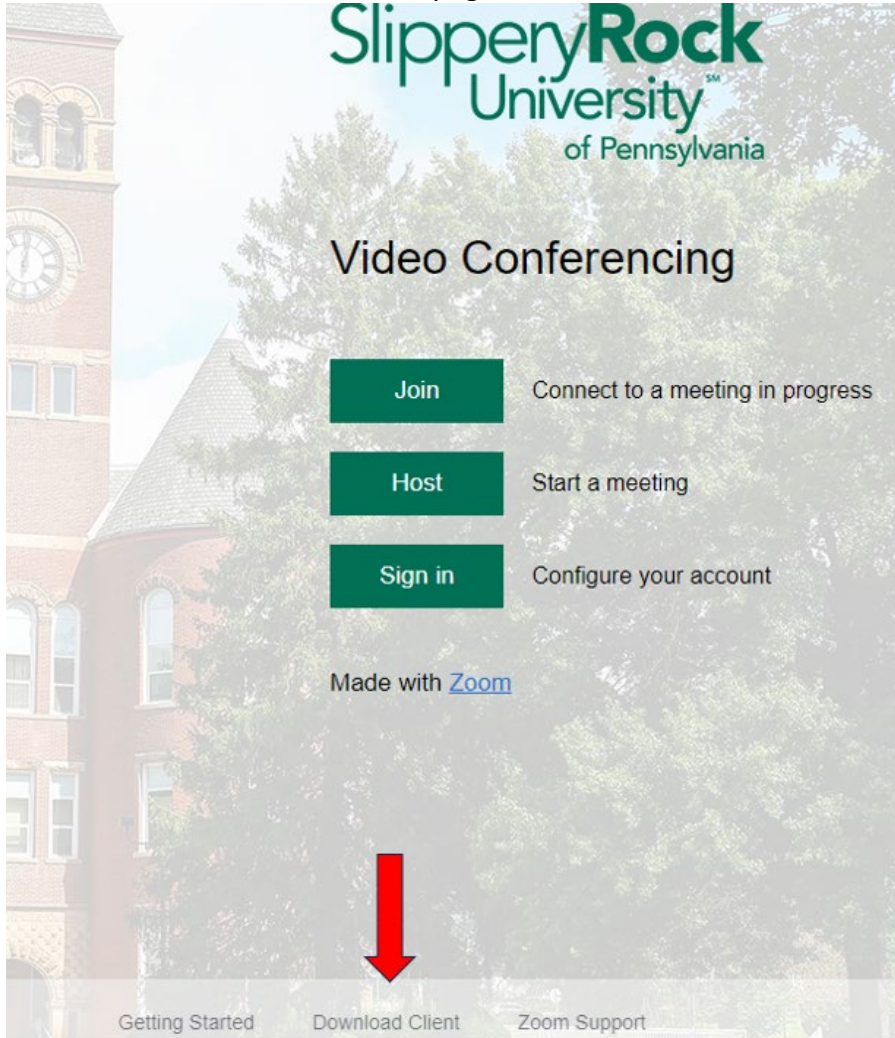 SlipperyRock
University℠
of Pennsylvania
Video Conferencing
Join Connect to a meeting in progress
Host Start a meeting
Sign in Configure your account
Made with Zoom
Getting Started Download Client Zoom Support